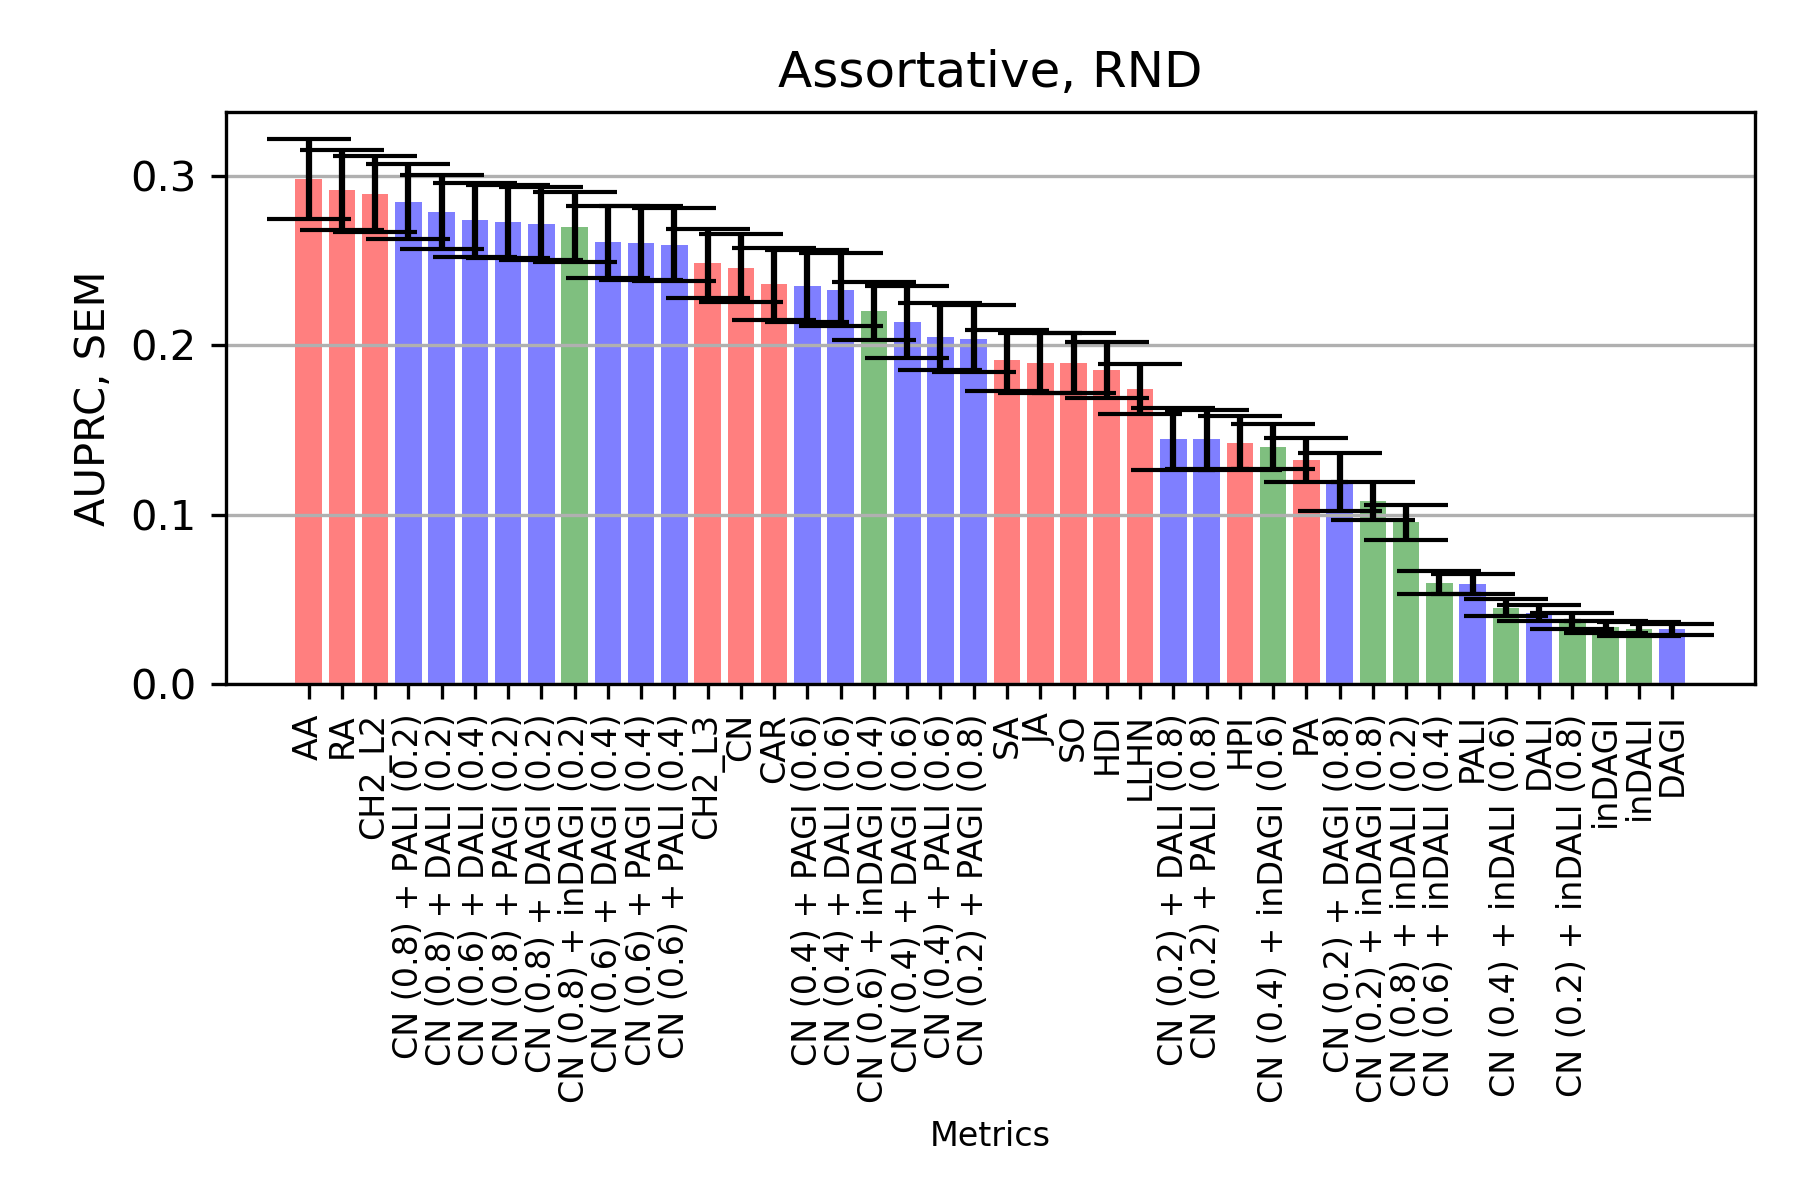 Assortative, RND
AUPRC, SEM
0.3
0.2
0.1
0.0
AA
RA
CH2_L2
CN (0.8) + PALI (0.2)
CN (0.8) + DALI (0.2)
CN (0.6) + DALI (0.4)
CN (0.8) + PAGI (0.2)
CN (0.8) + DAGI (0.2)
CN (0.8) + inDAGI (0.2)
CN (0.6) + DAGI (0.4)
CN (0.6) + PAGI (0.4)
CN (0.6) + PALI (0.4)
CH2_L3
CN
CAR
CN (0.4) + PAGI (0.6)
CN (0.4) + DALI (0.6)
CN (0.6) + inDAGI (0.4)
CN (0.4) + DAGI (0.6)
CN (0.4) + PALI (0.6)
CN (0.2) + PAGI (0.8)
SA
JA
SO
HDI
LLHN
CN (0.2) + DALI (0.8)
CN (0.2) + PALI (0.8)
HPI
CN (0.4) + inDAGI (0.6)
PA
CN (0.2) + DAGI (0.8)
CN (0.2) + inDAGI (0.8)
CN (0.8) + inDALI (0.2)
CN (0.6) + inDALI (0.4)
PALI
CN (0.4) + inDALI (0.6)
DALI
CN (0.2) + inDALI (0.8)
inDAGI
inDALI
DAGI
Metrics